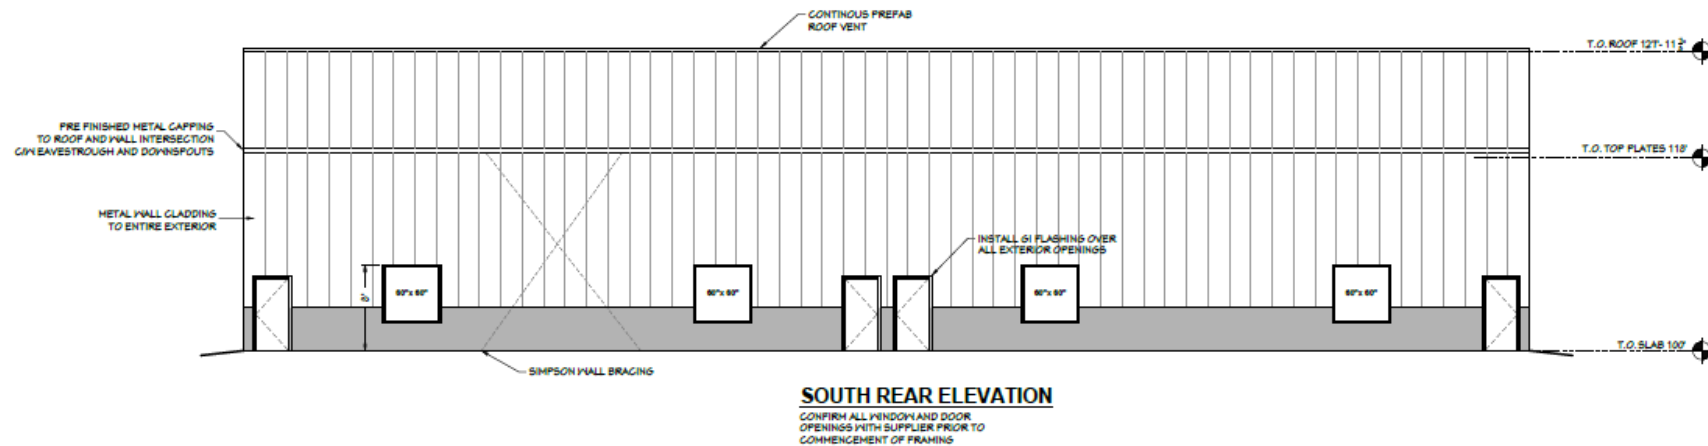 CONTINOUS PREFAB
ROOF VENT
T.O. ROOF 127'- 11 3/4"
PRE FINISHED METAL CAPPING
TO ROOF AND WALL INTERSECTION
C/W EAVESTROUGH AND DOWNSPOUTS
T.O. TOP PLATES 118'
METAL WALL CLADDING
TO ENTIRE EXTERIOR
INSTALL GI FLASHING OVER
ALL EXTERIOR OPENINGS
8'
60"x 60"
60"x 60"
60"x 60"
60"x 60"
T.O. SLAB 100'
SIMPSON WALL BRACING
SOUTH REAR ELEVATION
CONFIRM ALL WINDOW AND DOOR
OPENINGS WITH SUPPLIER PRIOR TO
COMMENCEMENT OF FRAMING